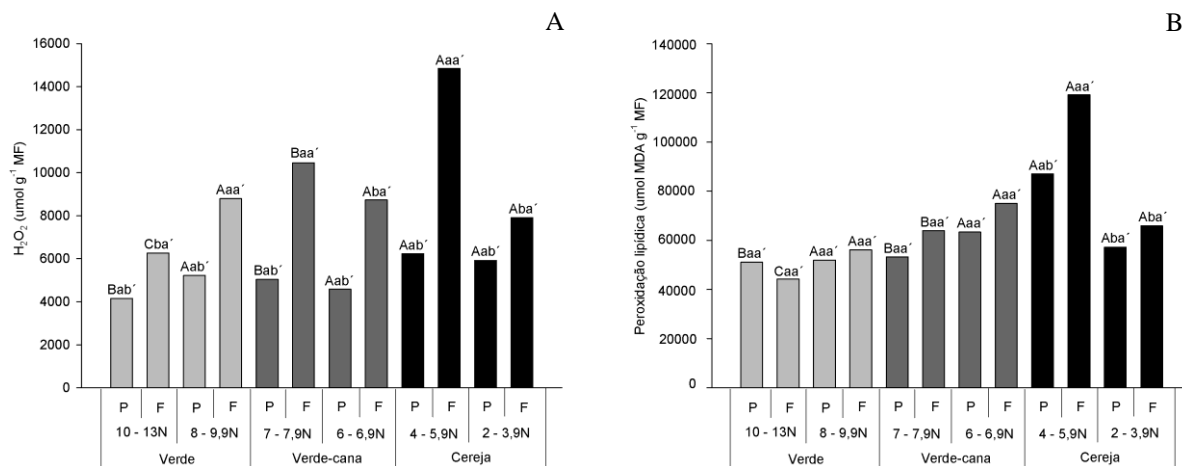 A
16000
14000
12000
10000
8000
6000
4000
2000
0
H₂O₂ (umol g⁻¹ MF)
Bab´ Cba´ Aab´ Aaa´ Bab´ Baa´ Aab´ Aba´ Aab´ Aaa´ Aab´ Aba´
P F P F P F P F P F P F
10 - 13N 8 - 9,9N 7 - 7,9N 6 - 6,9N 4 - 5,9N 2 - 3,9N
Verde Verde-cana Cereja
B
140000
120000
100000
80000
60000
40000
20000
0
Peroxidação lipídica (umol MDA g⁻¹ MF)
Baa´ Caa´ Aaa´ Aaa´ Baa´ Baa´ Aaa´ Aaa´ Aab´ Aaa´ Aba´ Aba´
P F P F P F P F P F P F
10 - 13N 8 - 9,9N 7 - 7,9N 6 - 6,9N 4 - 5,9N 2 - 3,9N
Verde Verde-cana Cereja